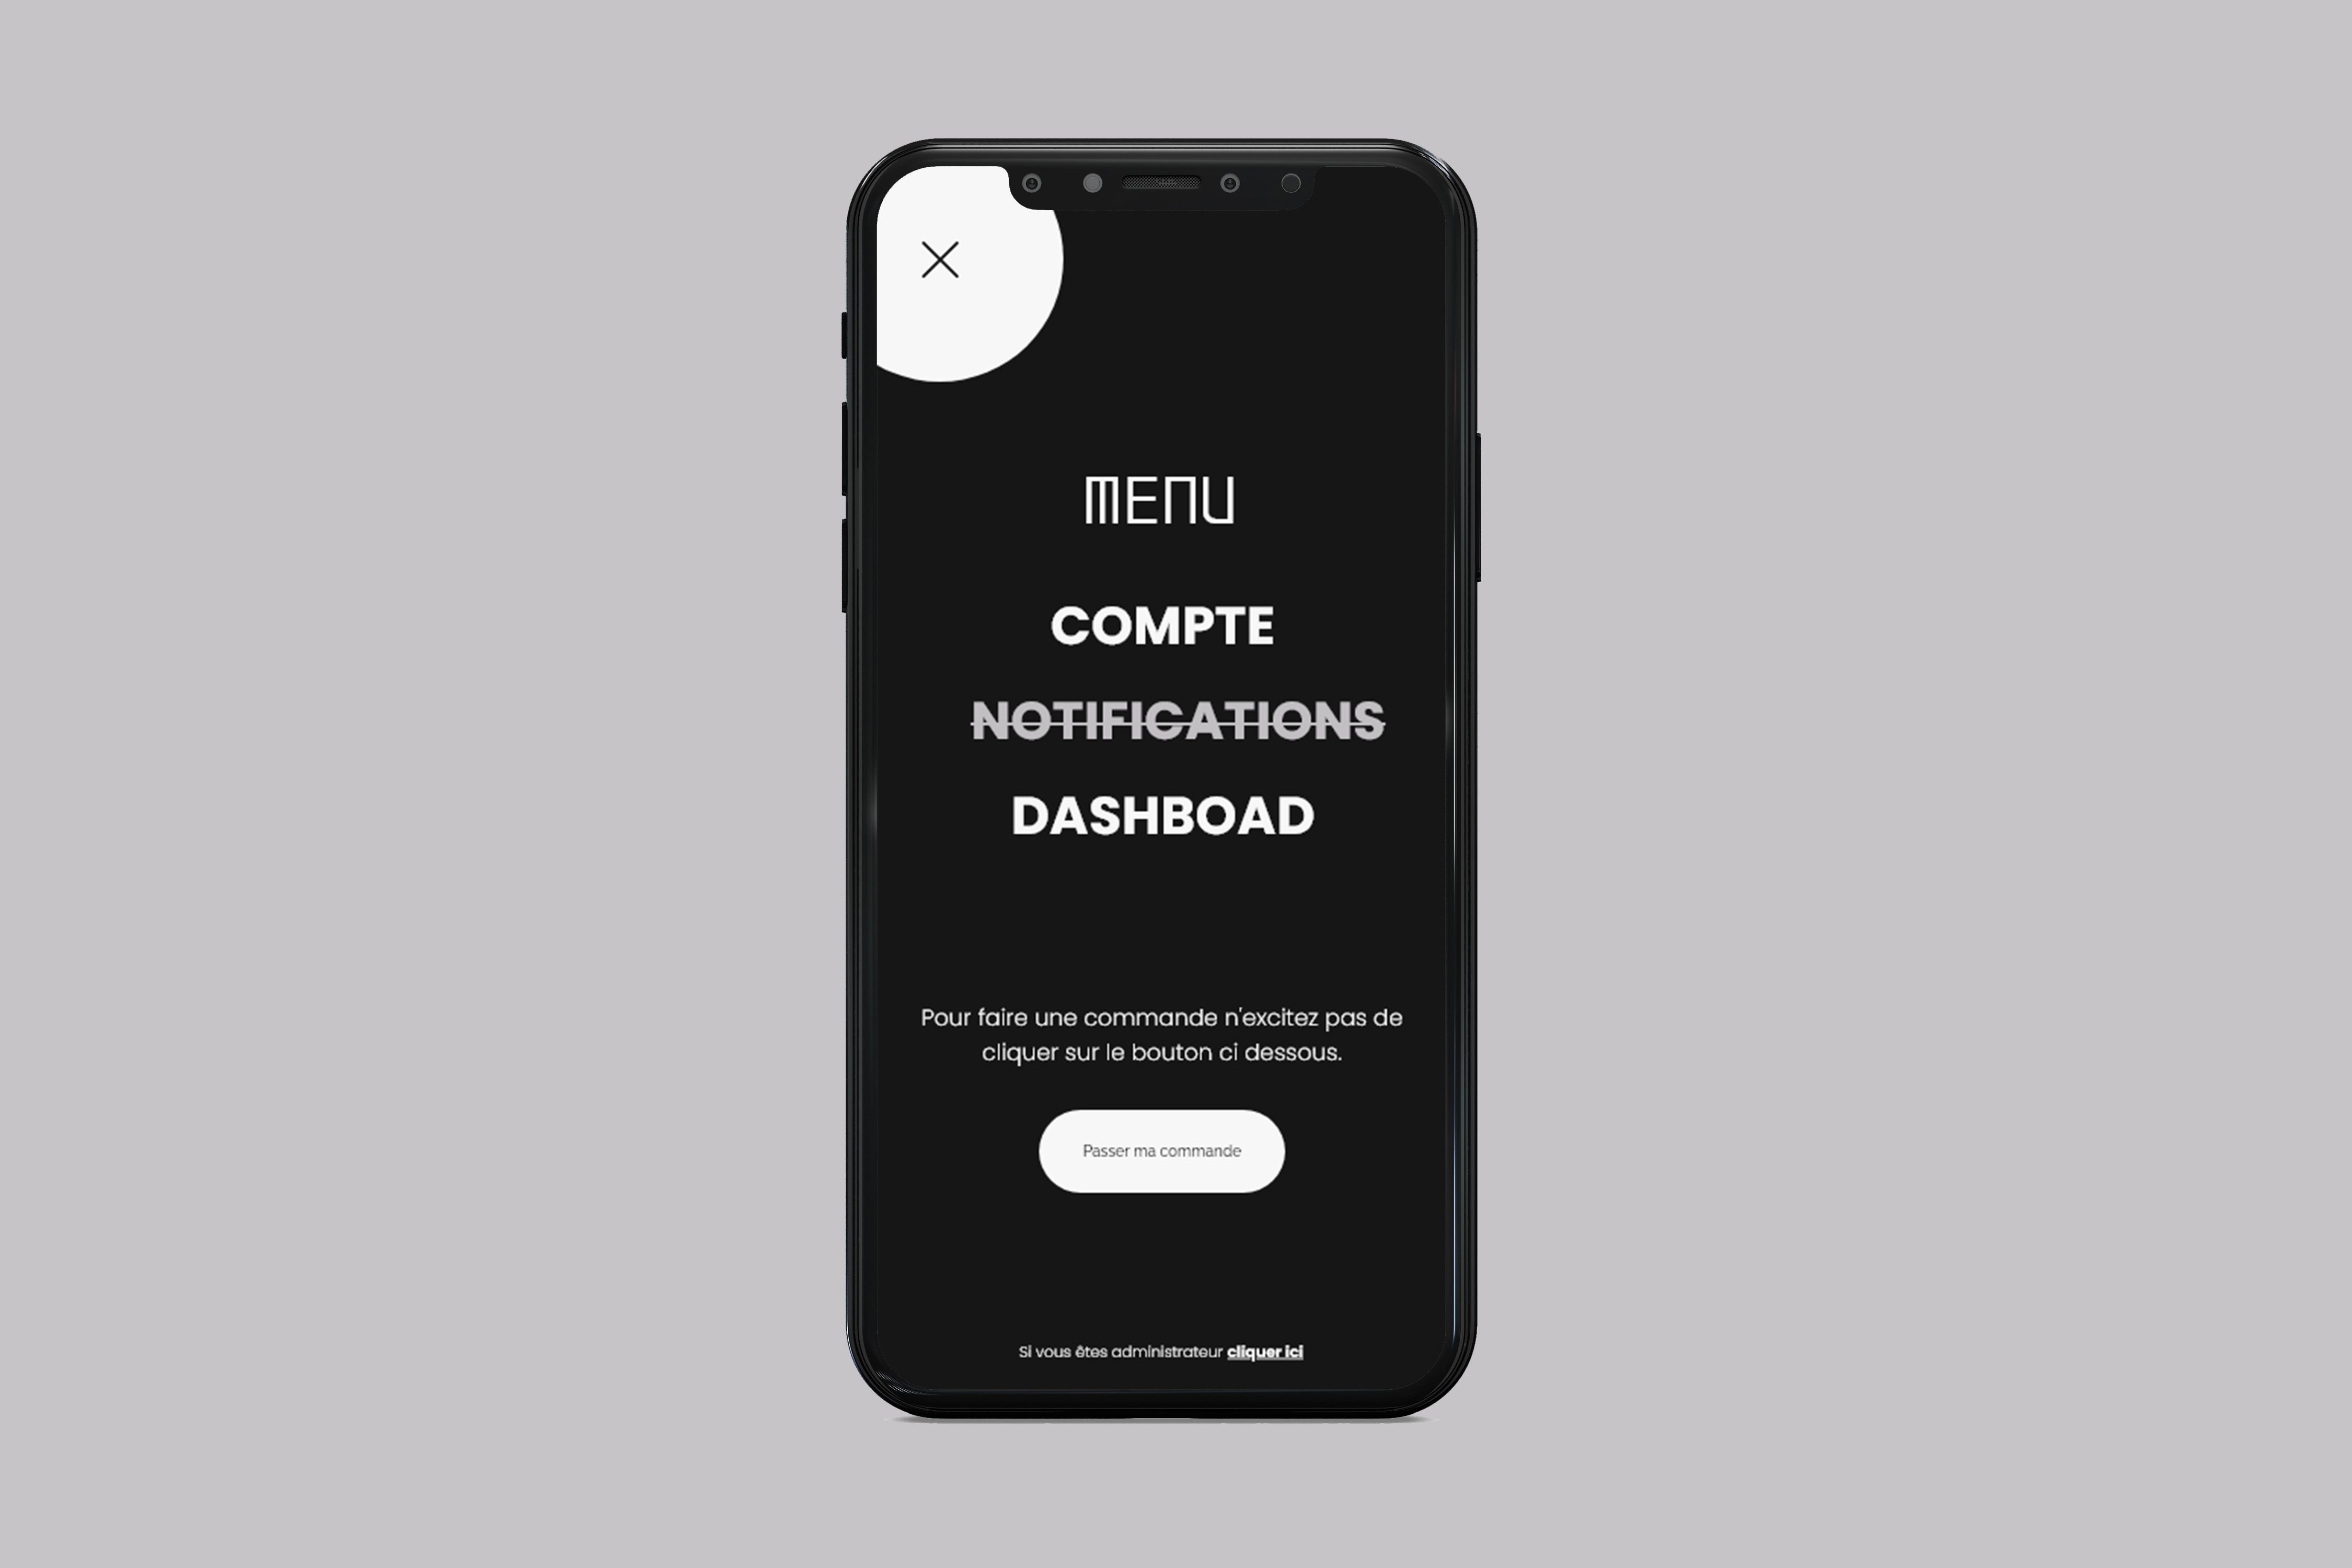 MENU
COMPTE
NOTIFICATIONS
DASHBOAD
Pour faire une commande n'excitez pas de
cliquer sur le bouton ci dessous.
Passer ma commande
Si vous êtes administrateur cliquer ici